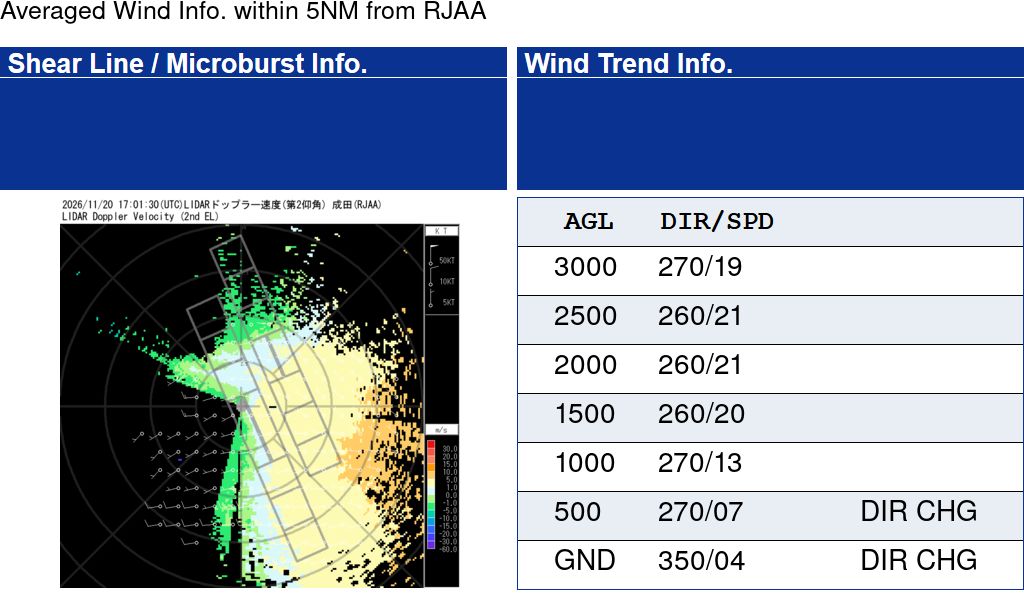 Averaged Wind Info. within 5NM from RJAA
Shear Line / Microburst Info.
Wind Trend Info.
2026/11/20 17:01:30(UTC)LIDARドップラー速度(第2仰角) 成田(RJAA)
LIDAR Doppler Velocity (2nd EL)
K T
50KT
10KT
5KT
m/s
30.0
20.0
15.0
10.0
5.0
1.0
0.0
-1.0
-5.0
-10.0
-15.0
-20.0
-30.0
-60.0
AGL DIR/SPD
3000 270/19
2500 260/21
2000 260/21
1500 260/20
1000 270/13
500 270/07 DIR CHG
GND 350/04 DIR CHG